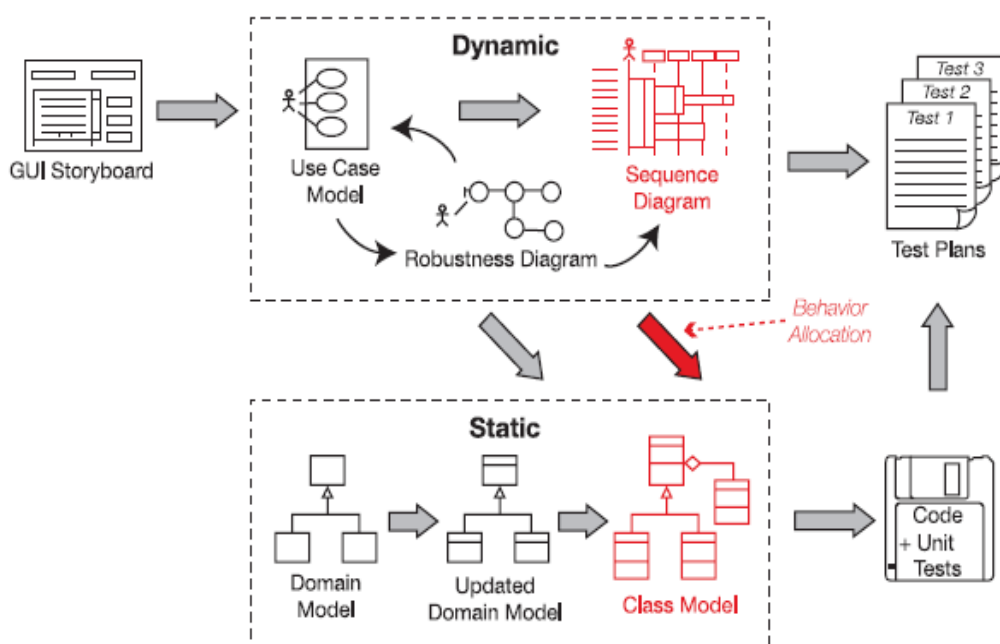 Dynamic
GUI Storyboard
Use Case
Model
Sequence
Diagram
Robustness Diagram
Test 3
Test 2
Test 1
Test Plans
Behavior
Allocation
Static
Domain
Model
Updated
Domain Model
Class Model
Code
+ Unit
Tests